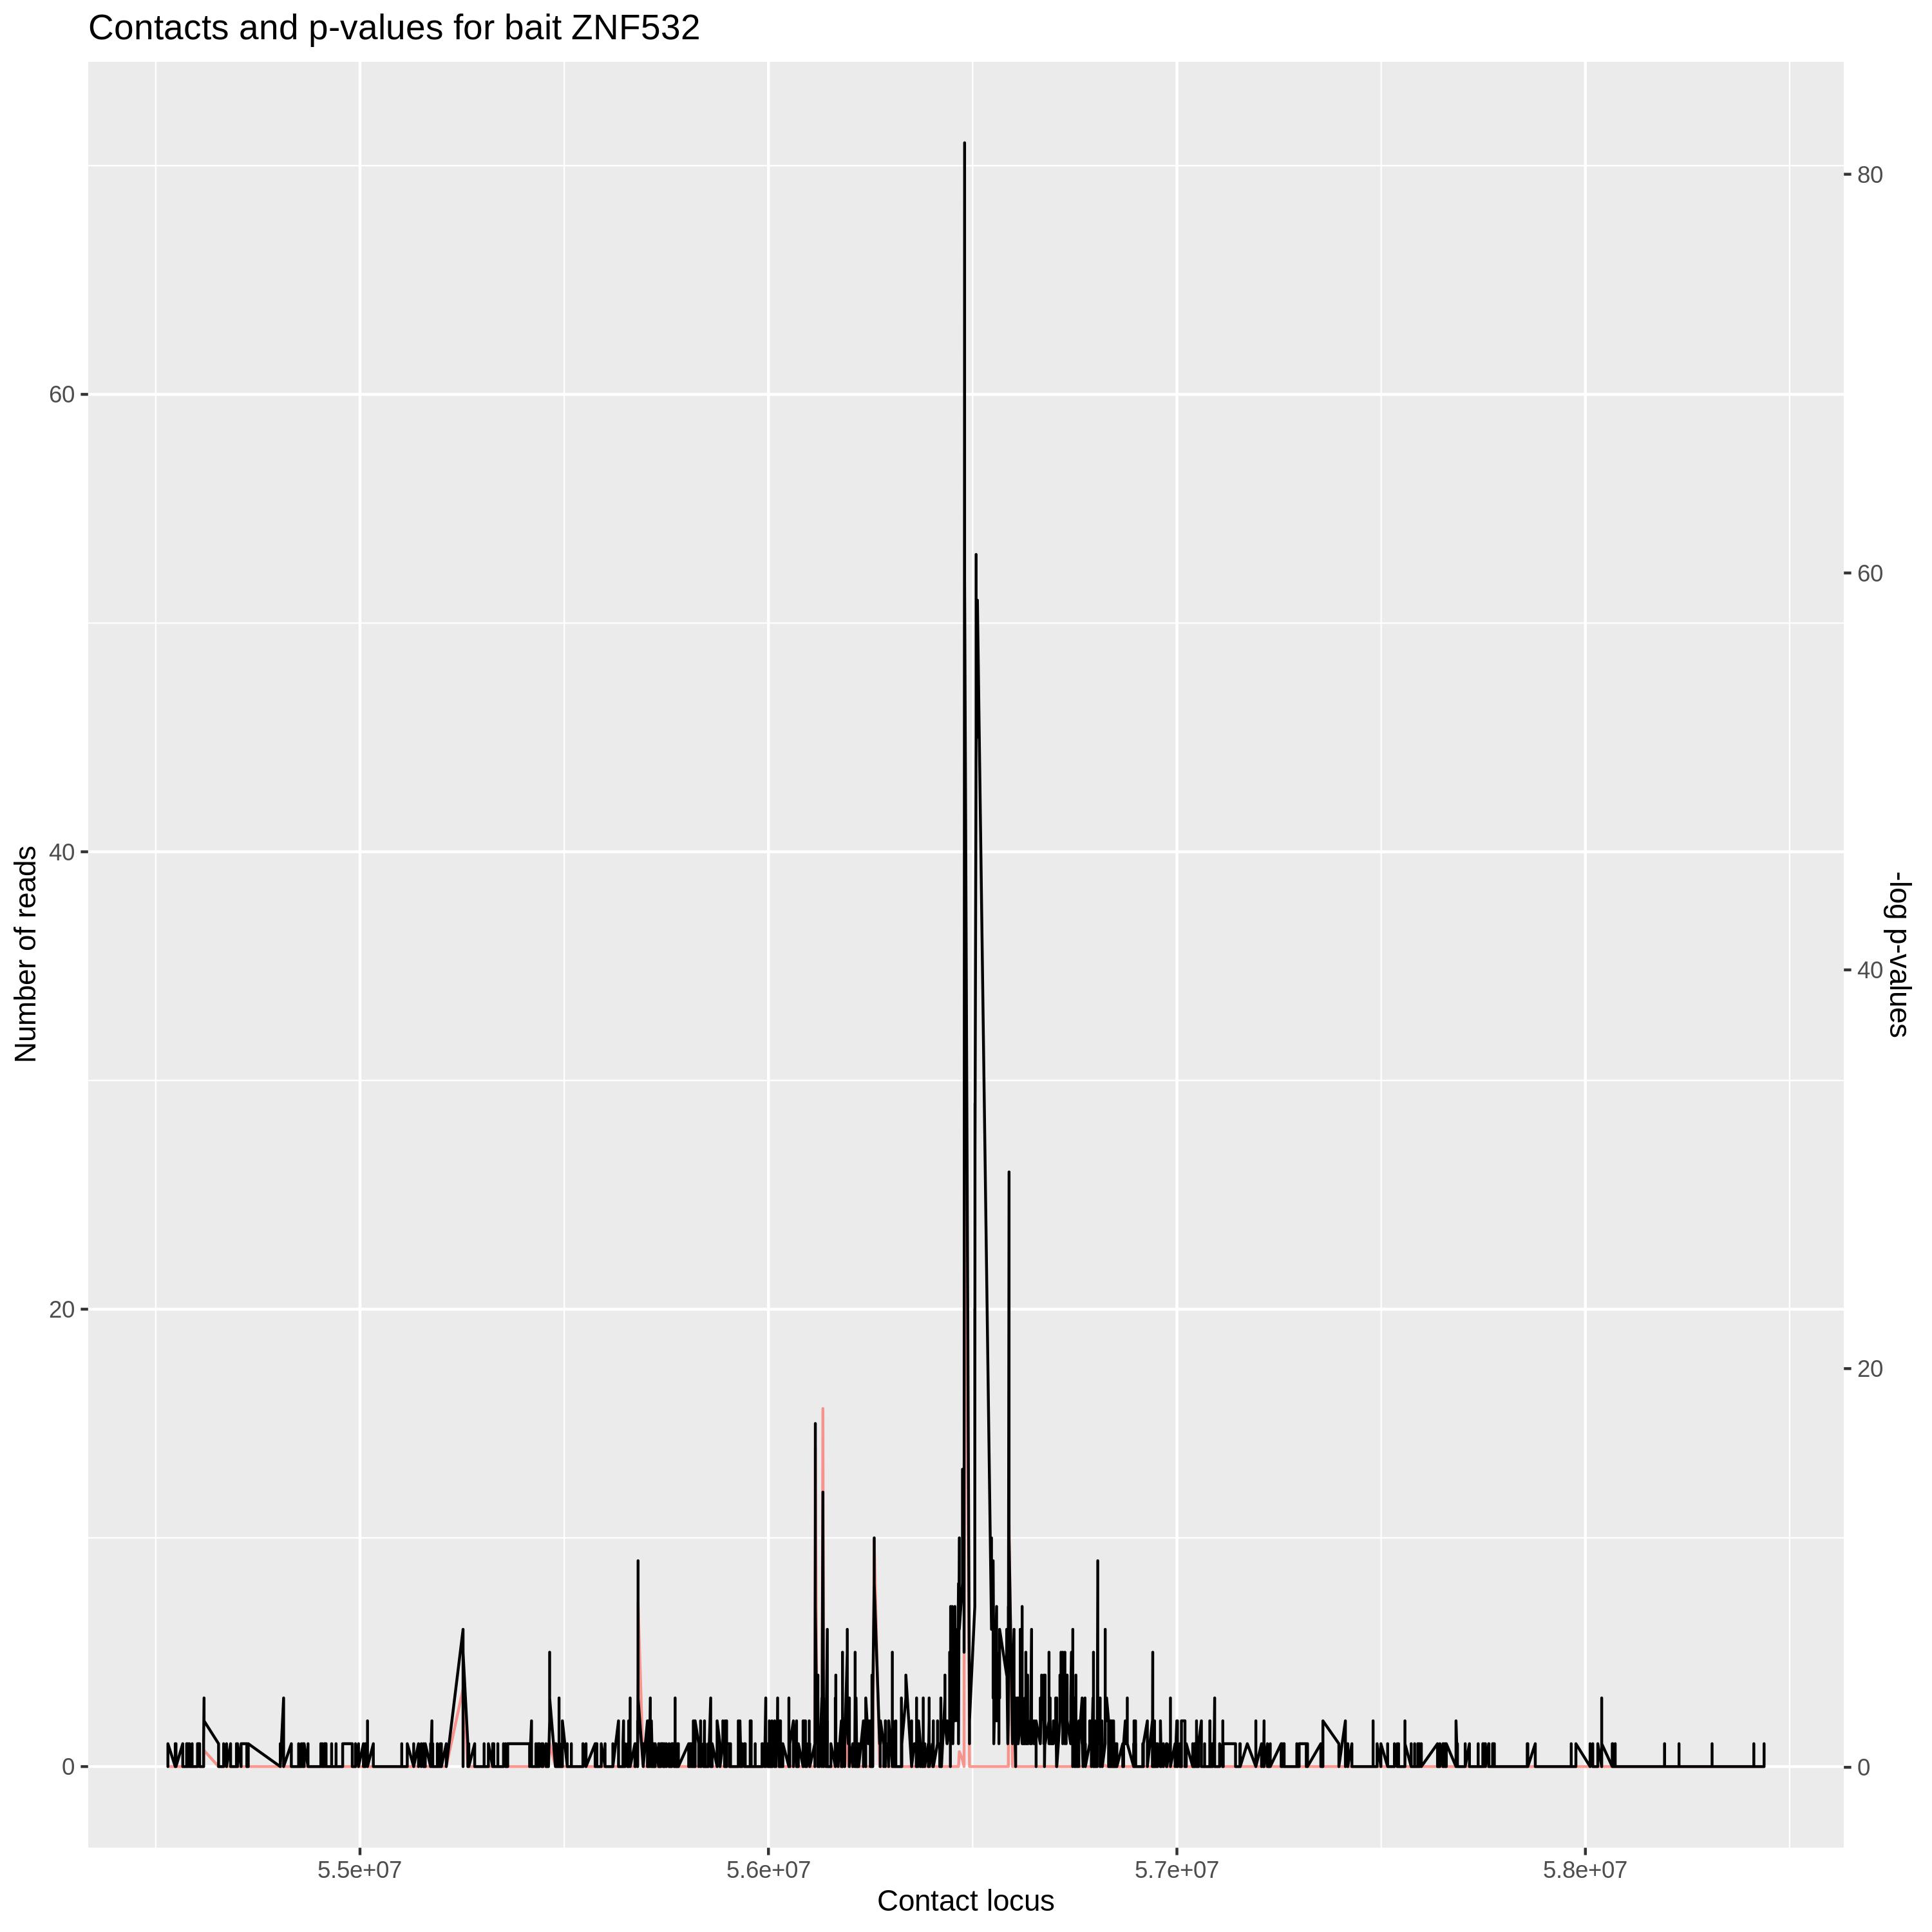 Contacts and p-values for bait ZNF532
80
60
60
40
40
20
20
0
0
Number of reads
-log p-values
5.5e+07 5.6e+07 5.7e+07 5.8e+07
Contact locus